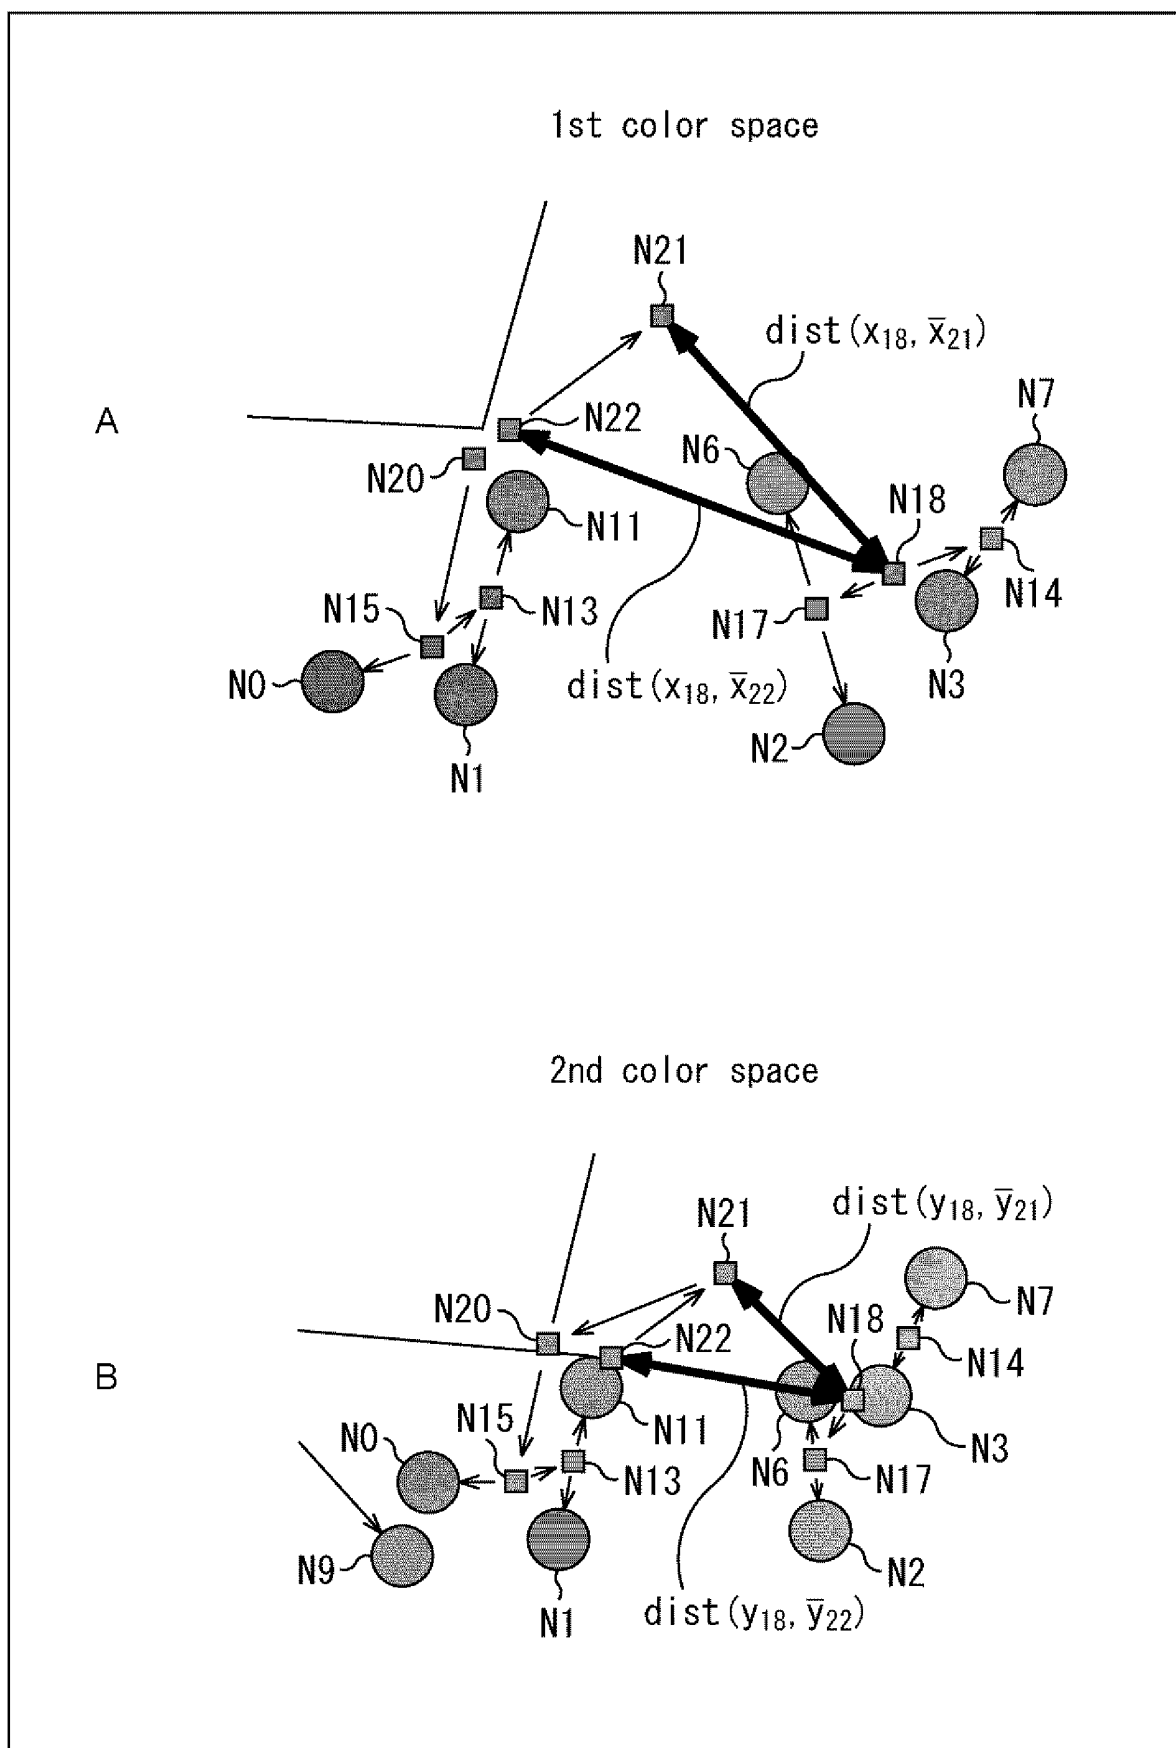 1st color space
N21
dist(x₁₈, x̄₂₁)
A
N22
N7
N6
N20
N18
N11
N15
N13
N17
N14
N0
dist(x₁₈, x̄₂₂)
N3
N2
N1
2nd color space
dist(y₁₈, ȳ₂₁)
N21
N7
N20
N18
N22
N14
B
N15
N11
N0
N3
N13
N6
N17
N9
N2
N1
dist(y₁₈, ȳ₂₂)